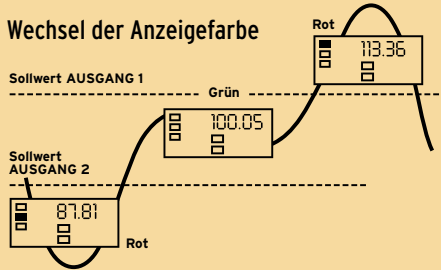 Wechsel der Anzeigefarbe
Rot
113.36
Sollwert AUSGANG 1
Grün
100.05
Sollwert
AUSGANG 2
87.81
Rot